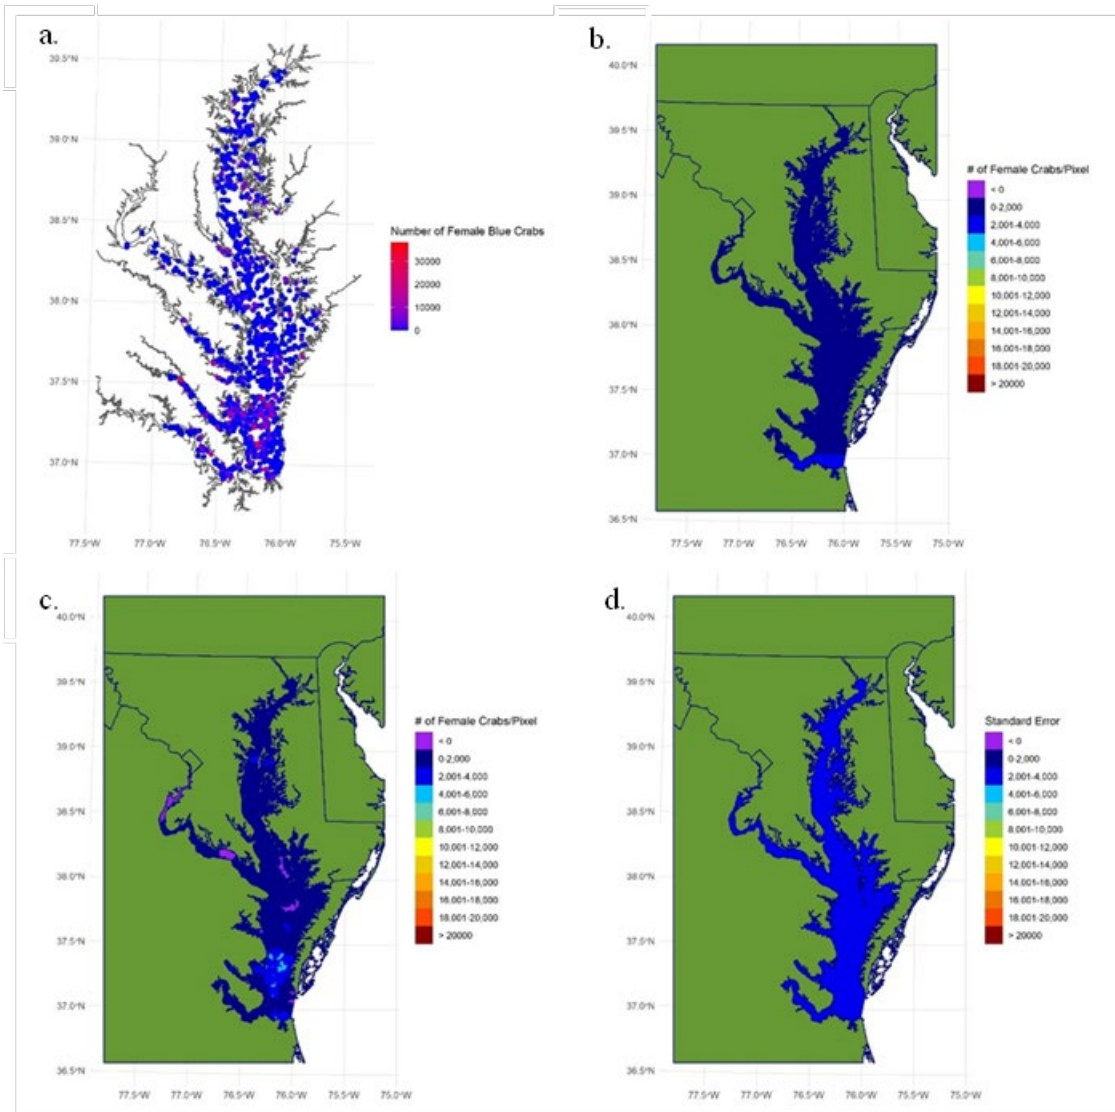 a.
39.5°N
39.0°N
38.5°N
38.0°N
37.5°N
37.0°N
77.5°W 77.0°W 76.5°W 76.0°W 75.5°W
Number of Female Blue Crabs
30000
20000
10000
0
b.
40.0°N
39.5°N
39.0°N
38.5°N
38.0°N
37.5°N
37.0°N
36.5°N
77.5°W 77.0°W 76.5°W 76.0°W 75.5°W 75.0°W
# of Female Crabs/Pixel
< 0
0-2,000
2,001-4,000
4,001-6,000
6,001-8,000
8,001-10,000
10,001-12,000
12,001-14,000
14,001-16,000
16,001-18,000
18,001-20,000
> 20000
c.
40.0°N
39.5°N
39.0°N
38.5°N
38.0°N
37.5°N
37.0°N
36.5°N
77.5°W 77.0°W 76.5°W 76.0°W 75.5°W 75.0°W
# of Female Crabs/Pixel
< 0
0-2,000
2,001-4,000
4,001-6,000
6,001-8,000
8,001-10,000
10,001-12,000
12,001-14,000
14,001-16,000
16,001-18,000
18,001-20,000
> 20000
d.
40.0°N
39.5°N
39.0°N
38.5°N
38.0°N
37.5°N
37.0°N
36.5°N
77.5°W 77.0°W 76.5°W 76.0°W 75.5°W 75.0°W
Standard Error
< 0
0-2,000
2,001-4,000
4,001-6,000
6,001-8,000
8,001-10,000
10,001-12,000
12,001-14,000
14,001-16,000
16,001-18,000
18,001-20,000
> 20000